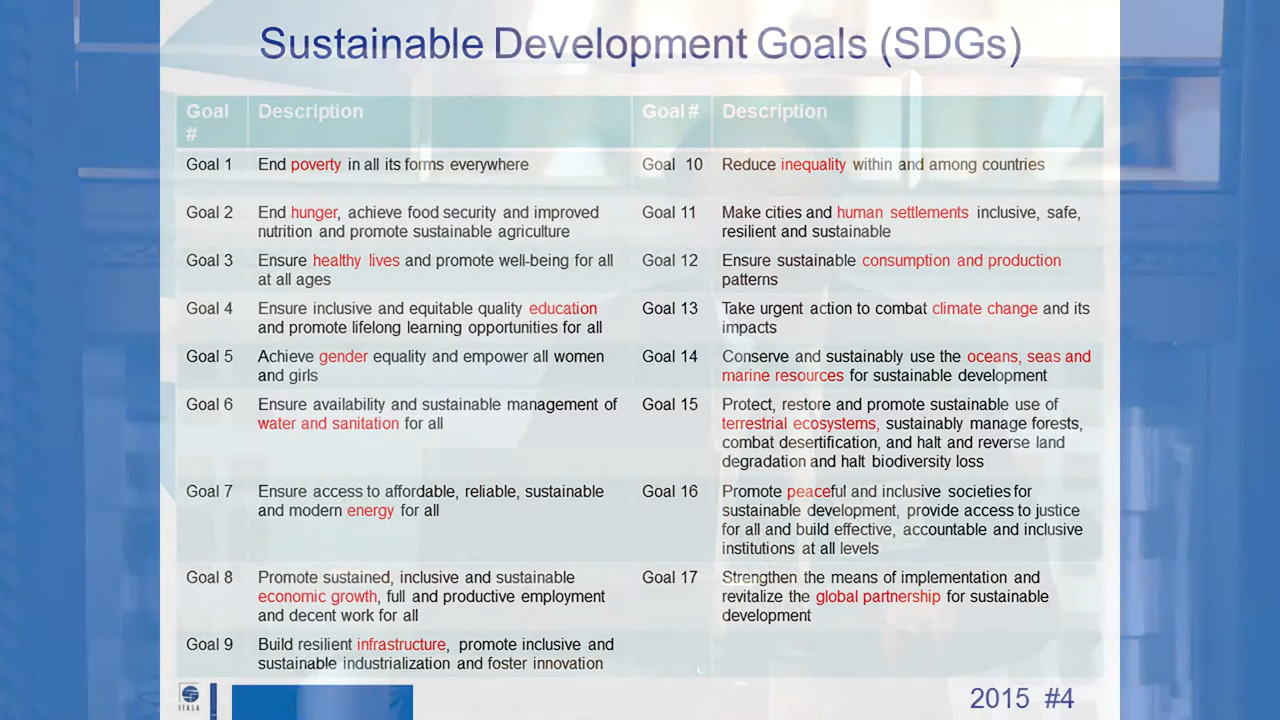 Sustainable Development Goals (SDGs)
Goal #
Description
Goal #
Description
Goal 1
End poverty in all its forms everywhere
Goal 10
Reduce inequality within and among countries
Goal 2
End hunger, achieve food security and improved
nutrition and promote sustainable agriculture
Goal 11
Make cities and human settlements inclusive, safe,
resilient and sustainable
Goal 3
Ensure healthy lives and promote well-being for all
at all ages
Goal 12
Ensure sustainable consumption and production
patterns
Goal 4
Ensure inclusive and equitable quality education
and promote lifelong learning opportunities for all
Goal 13
Take urgent action to combat climate change and its
impacts
Goal 5
Achieve gender equality and empower all women
and girls
Goal 14
Conserve and sustainably use the oceans, seas and
marine resources for sustainable development
Goal 6
Ensure availability and sustainable management of
water and sanitation for all
Goal 15
Protect, restore and promote sustainable use of
terrestrial ecosystems, sustainably manage forests,
combat desertification, and halt and reverse land
degradation and halt biodiversity loss
Goal 7
Ensure access to affordable, reliable, sustainable
and modern energy for all
Goal 16
Promote peaceful and inclusive societies for
sustainable development, provide access to justice
for all and build effective, accountable and inclusive
institutions at all levels
Goal 8
Promote sustained, inclusive and sustainable
economic growth, full and productive employment
and decent work for all
Goal 17
Strengthen the means of implementation and
revitalize the global partnership for sustainable
development
Goal 9
Build resilient infrastructure, promote inclusive and
sustainable industrialization and foster innovation
IIASA
2015 #4